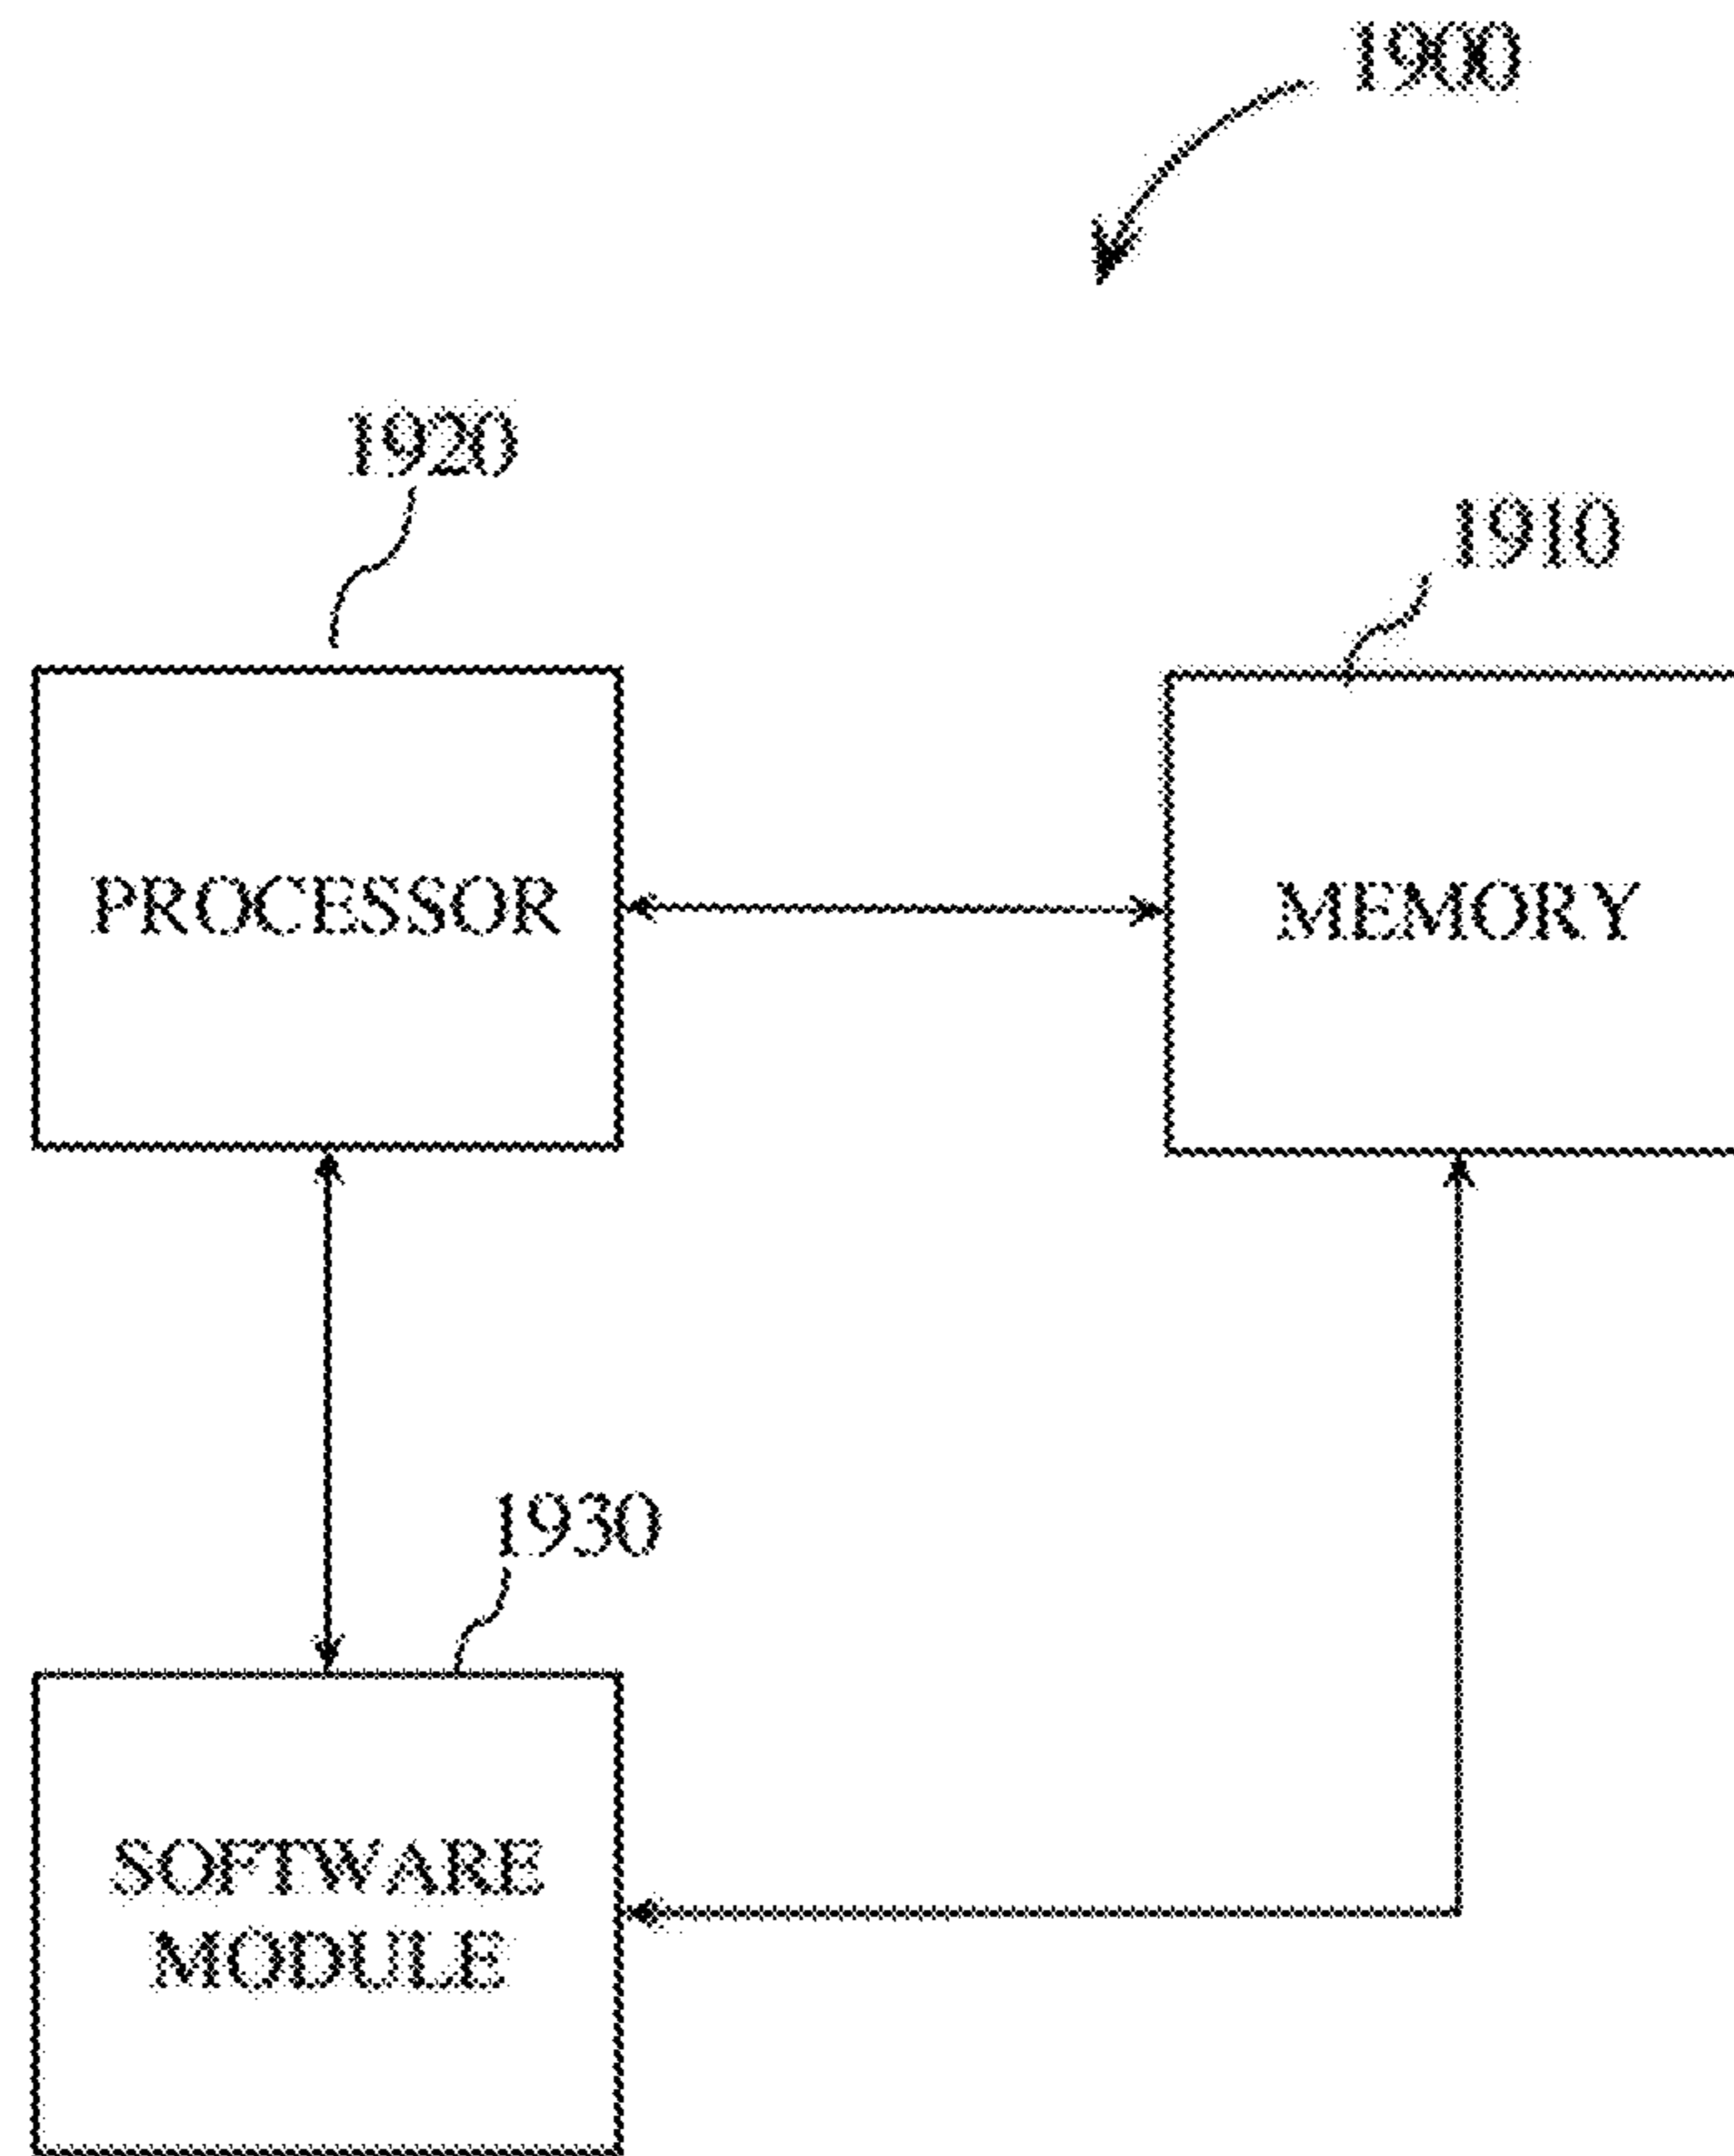 1900
1920
1910
PROCESSOR
MEMORY
1930
SOFTWARE
MODULE